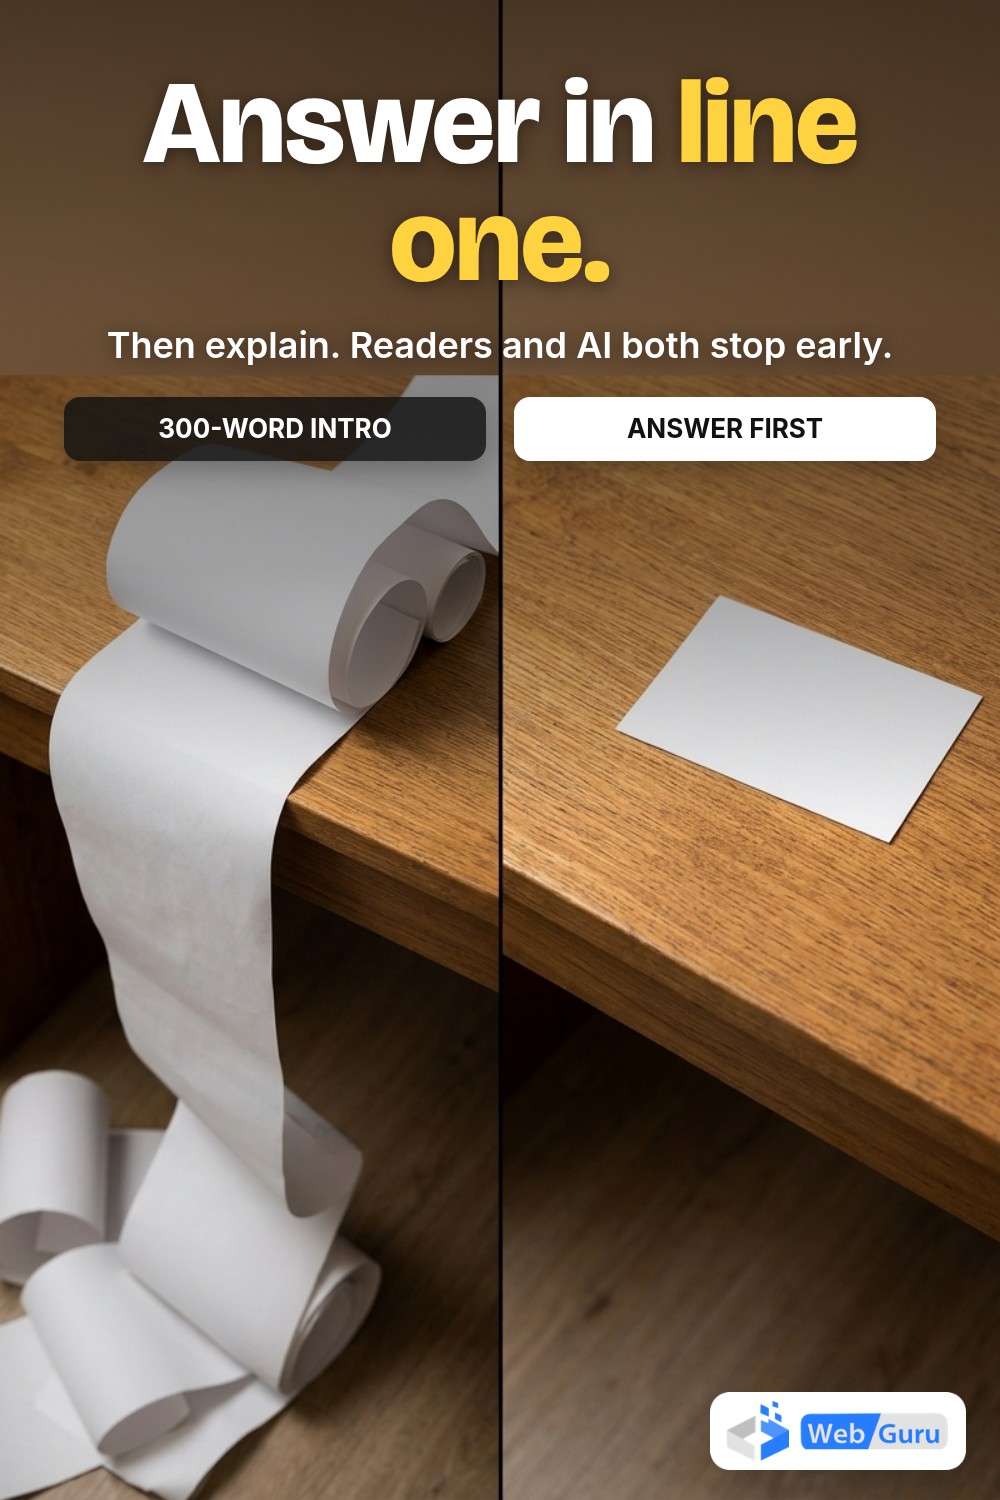 Answer in line
one.
Then explain. Readers and AI both stop early.
300-WORD INTRO
ANSWER FIRST
Web Guru